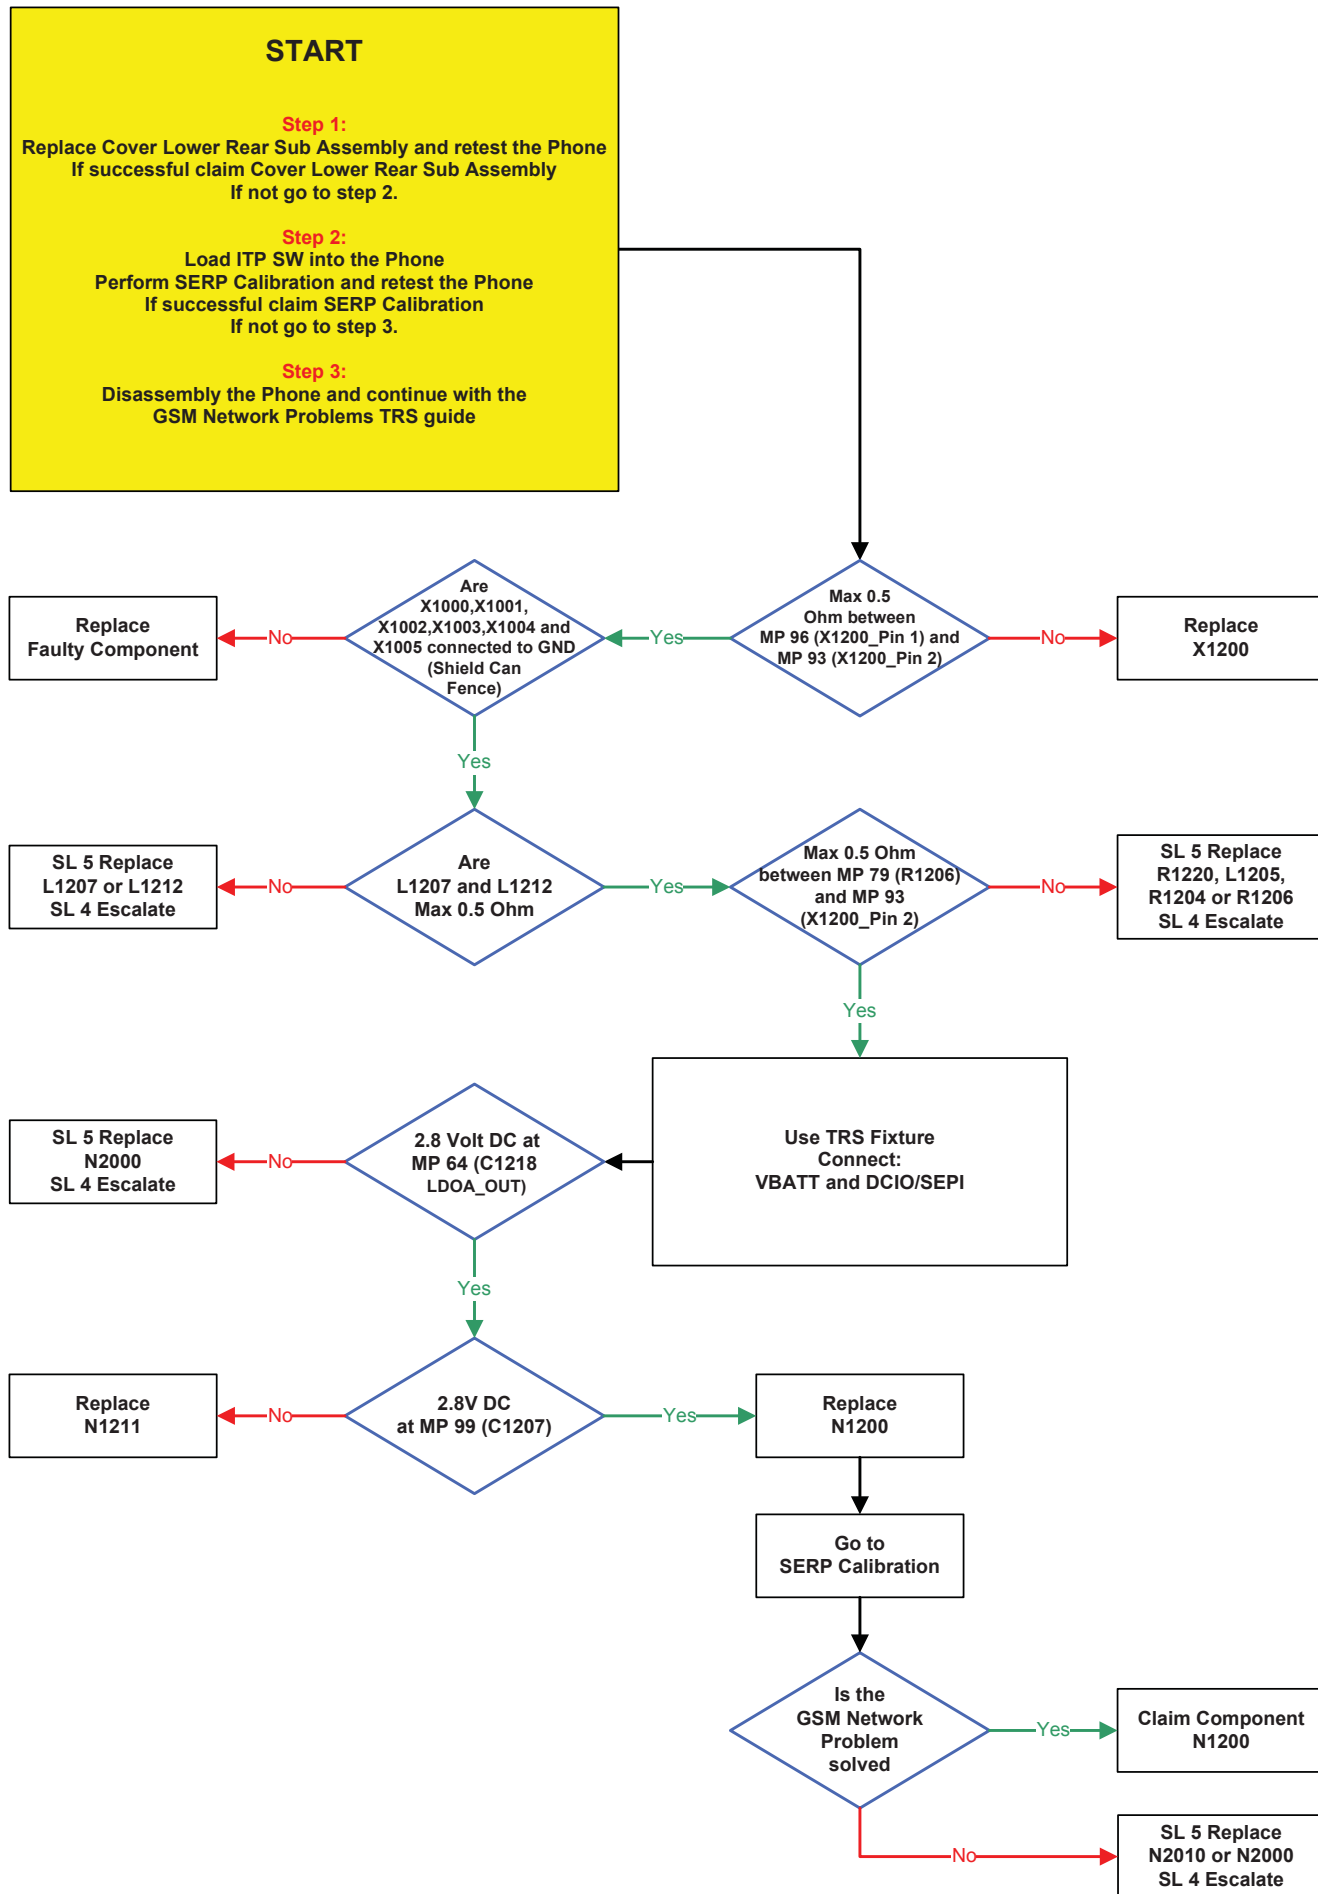 START
Step 1:
Replace Cover Lower Rear Sub Assembly and retest the Phone
If successful claim Cover Lower Rear Sub Assembly
If not go to step 2.
Step 2:
Load ITP SW into the Phone
Perform SERP Calibration and retest the Phone
If successful claim SERP Calibration
If not go to step 3.
Step 3:
Disassembly the Phone and continue with the
GSM Network Problems TRS guide
Replace
Faulty Component
No
Are
X1000,X1001,
X1002,X1003,X1004 and
X1005 connected to GND
(Shield Can
Fence)
Yes
Max 0.5
Ohm between
MP 96 (X1200_Pin 1) and
MP 93 (X1200_Pin 2)
No
Replace
X1200
Yes
SL 5 Replace
L1207 or L1212
SL 4 Escalate
No
Are
L1207 and L1212
Max 0.5 Ohm
Yes
Max 0.5 Ohm
between MP 79 (R1206)
and MP 93
(X1200_Pin 2)
No
SL 5 Replace
R1220, L1205,
R1204 or R1206
SL 4 Escalate
Yes
SL 5 Replace
N2000
SL 4 Escalate
No
2.8 Volt DC at
MP 64 (C1218
LDOA_OUT)
Use TRS Fixture
Connect:
VBATT and DCIO/SEPI
Yes
Replace
N1211
No
2.8V DC
at MP 99 (C1207)
Yes
Replace
N1200
Go to
SERP Calibration
Is the
GSM Network
Problem
solved
Yes
Claim Component
N1200
No
SL 5 Replace
N2010 or N2000
SL 4 Escalate